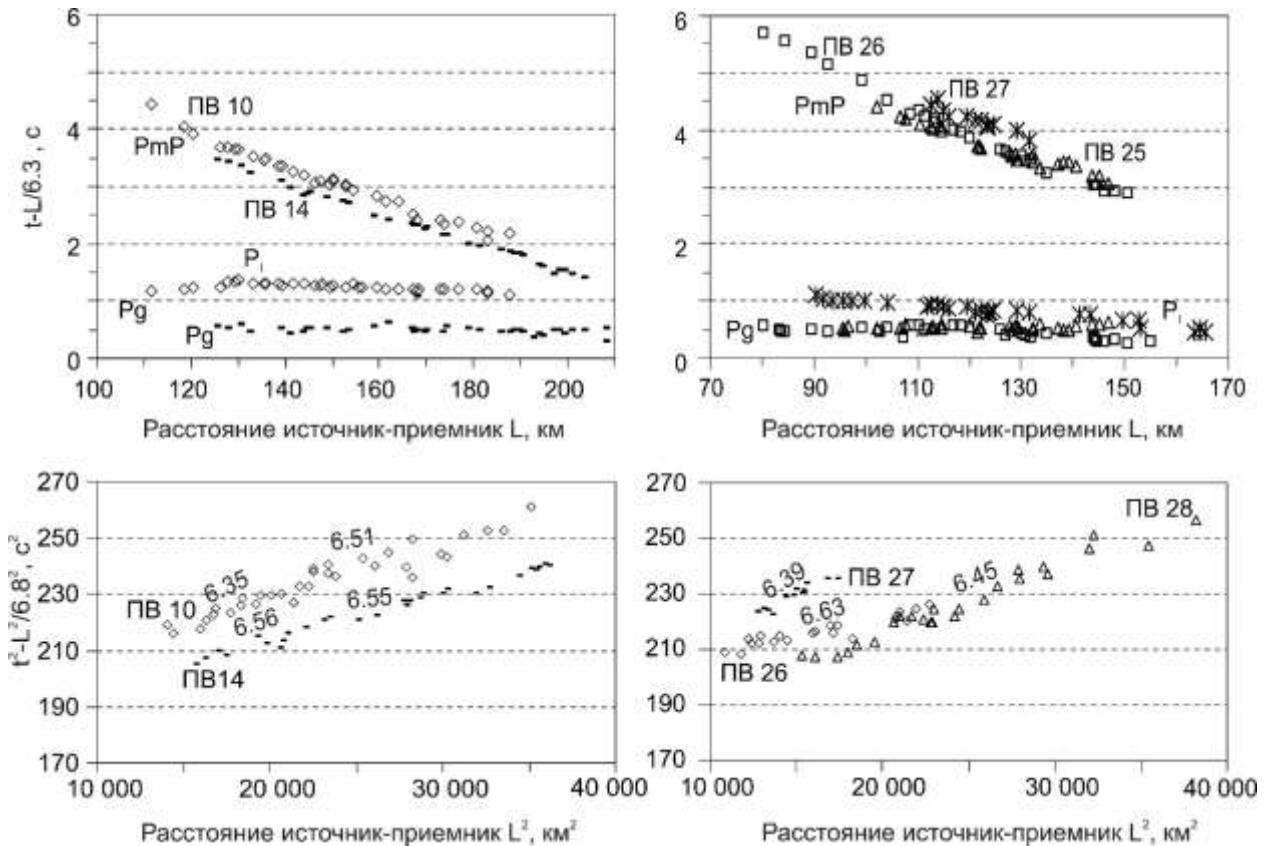 t-L/6.3 , с
6
4
2
0
ПВ 10
PmP
ПВ 14
P₁
Pg
Pg
100 120 140 160 180 200
Расстояние источник-приемник L, км
6
4
2
0
ПВ 26
ПВ 27
PmP
ПВ 25
Pg
P₁
70 90 110 130 150 170
Расстояние источник-приемник L, км
t²-L²/6.8², с²
270
250
230
210
190
170
6.51
6.35
ПВ 10
6.56
6.55
ПВ14
10 000 20 000 30 000 40 000
Расстояние источник-приемник L², км²
270
250
230
210
190
170
ПВ 28
6.39
ПВ 27
6.45
6.63
ПВ 26
10 000 20 000 30 000 40 000
Расстояние источник-приемник L², км²